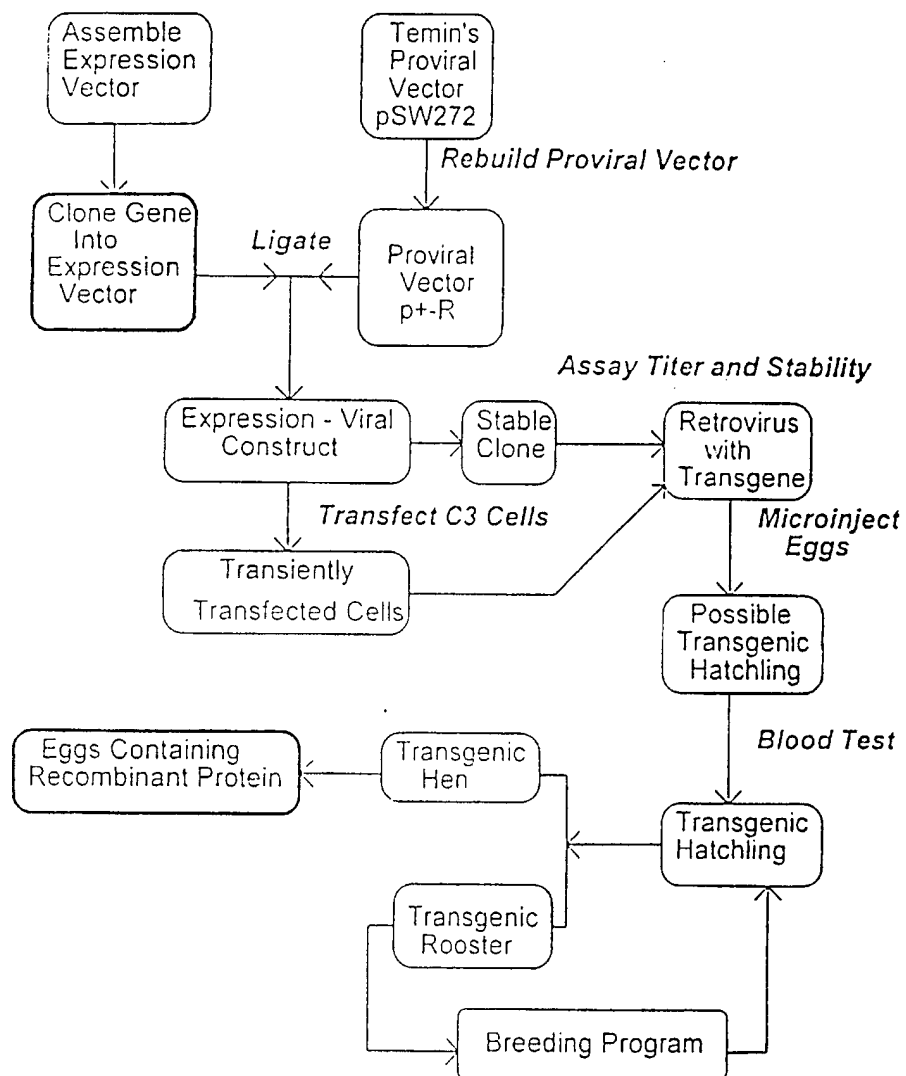 Assemble
Expression
Vector
Temin's
Proviral
Vector
pSW272
Rebuild Proviral Vector
Clone Gene
Into
Expression
Vector
Ligate
Proviral
Vector
p+-R
Assay Titer and Stability
Expression - Viral
Construct
Stable
Clone
Retrovirus
with
Transgene
Transfect C3 Cells
Microinject
Eggs
Transiently
Transfected Cells
Possible
Transgenic
Hatchling
Blood Test
Eggs Containing
Recombinant Protein
Transgenic
Hen
Transgenic
Hatchling
Transgenic
Rooster
Breeding Program